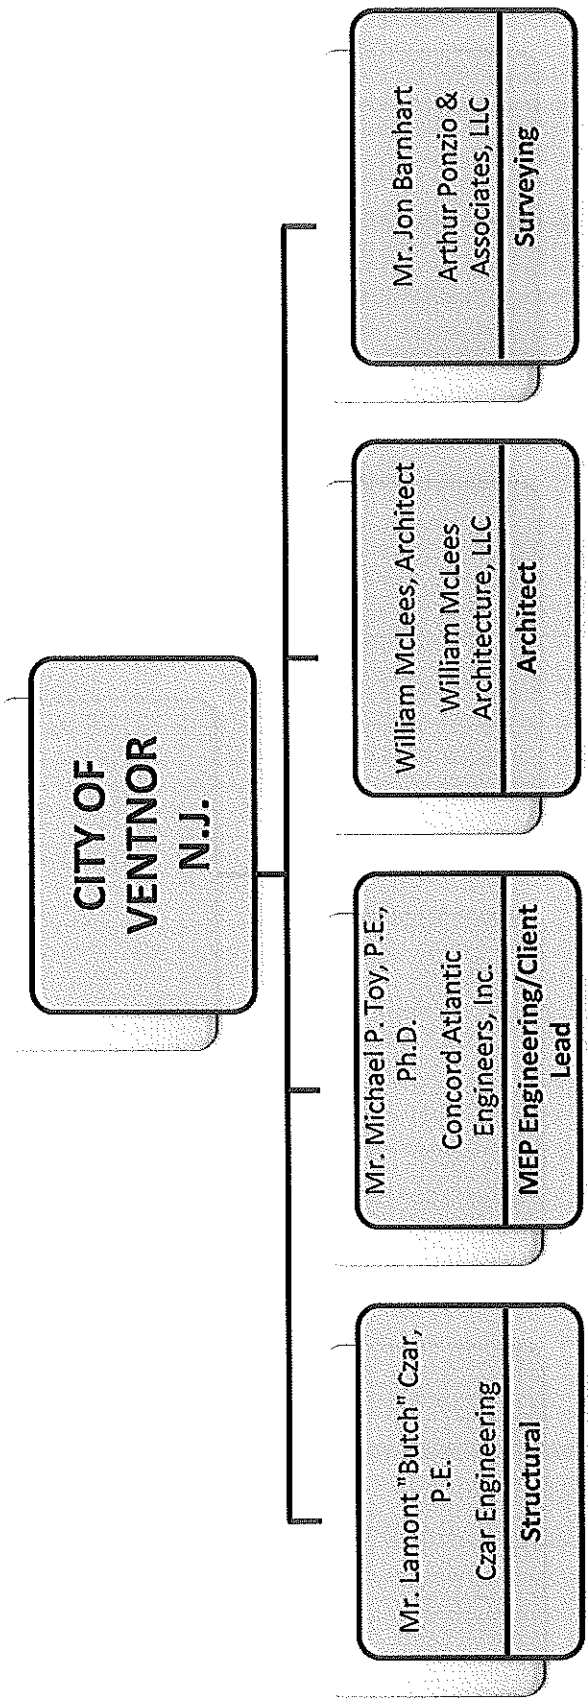 CITY OF
VENTNOR
N.J.
Mr. Lamont "Butch" Czar,
P.E.
Czar Engineering
Structural
Mr. Michael P. Toy, P.E.,
Ph.D.
Concord Atlantic
Engineers, Inc.
MEP Engineering/Client
Lead
William McLees, Architect
William McLees
Architecture, LLC
Architect
Mr. Jon Barnhart
Arthur Ponzio &
Associates, LLC
Surveying